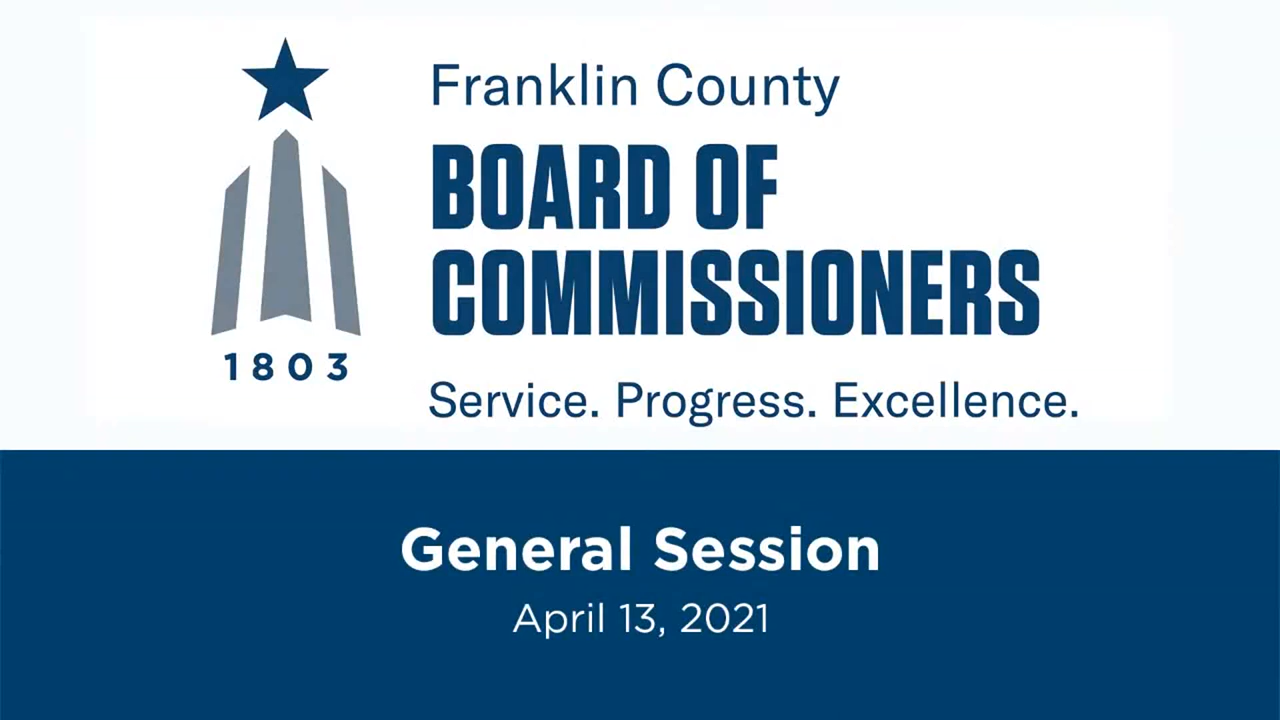 Franklin County
BOARD OF
COMMISSIONERS
1803
Service. Progress. Excellence.
General Session
April 13, 2021